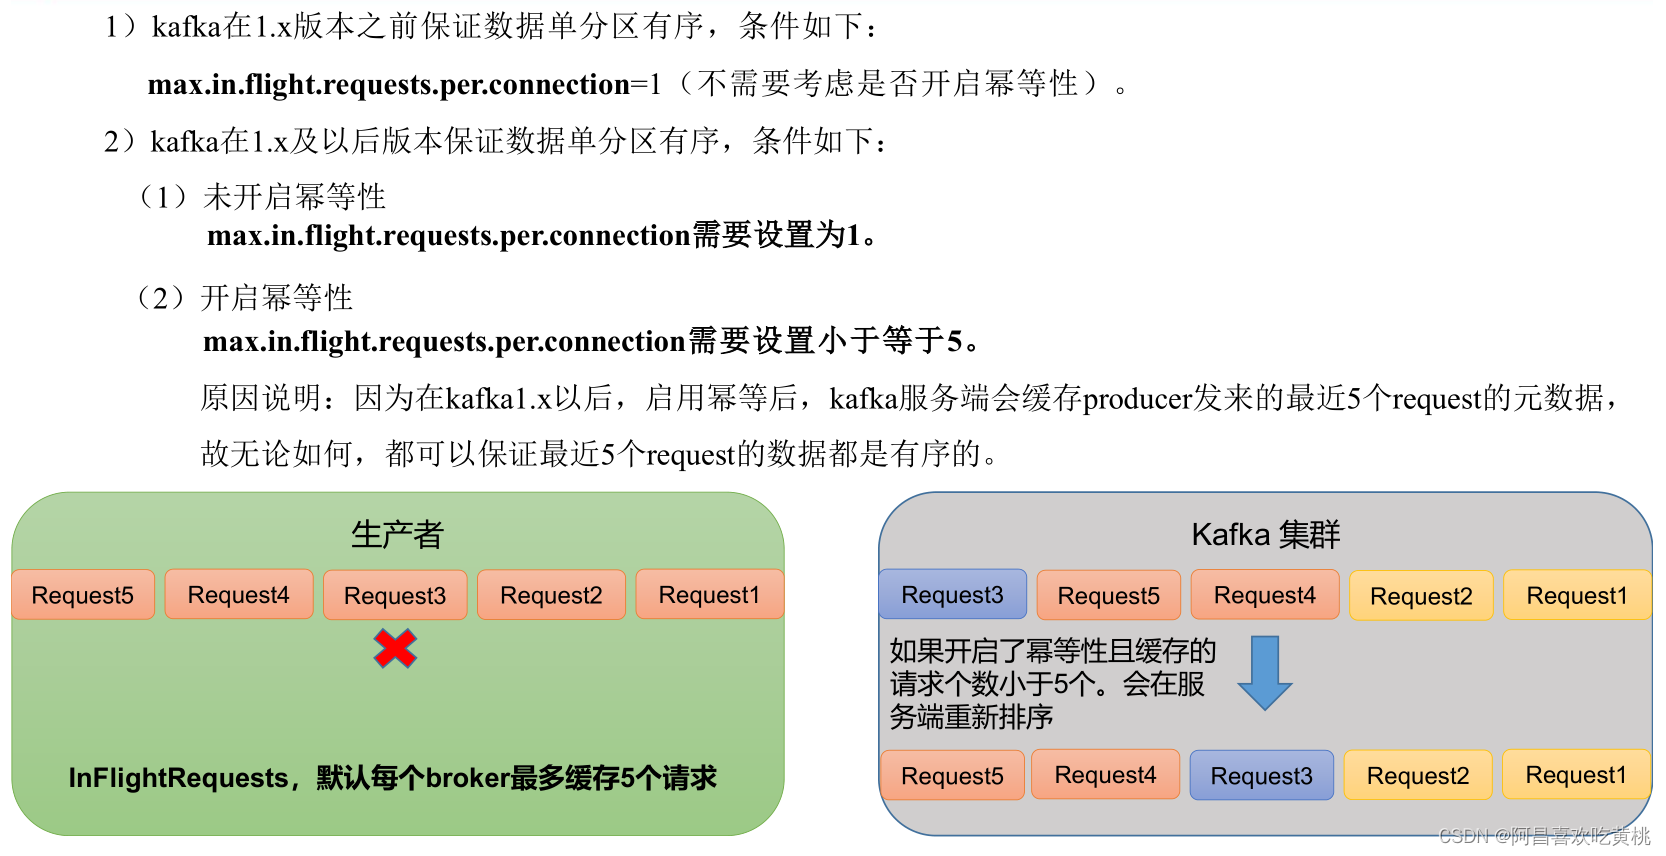 1）kafka在1.x版本之前保证数据单分区有序，条件如下：
max.in.flight.requests.per.connection=1（不需要考虑是否开启幂等性）。
2）kafka在1.x及以后版本保证数据单分区有序，条件如下：
（1）未开启幂等性
max.in.flight.requests.per.connection需要设置为1。
（2）开启幂等性
max.in.flight.requests.per.connection需要设置小于等于5。
原因说明：因为在kafka1.x以后，启用幂等后，kafka服务端会缓存producer发来的最近5个request的元数据，
故无论如何，都可以保证最近5个request的数据都是有序的。
生产者
Request5 Request4 Request3 Request2 Request1
InFlightRequests，默认每个broker最多缓存5个请求
Kafka 集群
Request3 Request5 Request4 Request2 Request1
如果开启了幂等性且缓存的
请求个数小于5个。会在服
务端重新排序
Request5 Request4 Request3 Request2 Request1
CSDN @阿昌喜欢吃黄桃